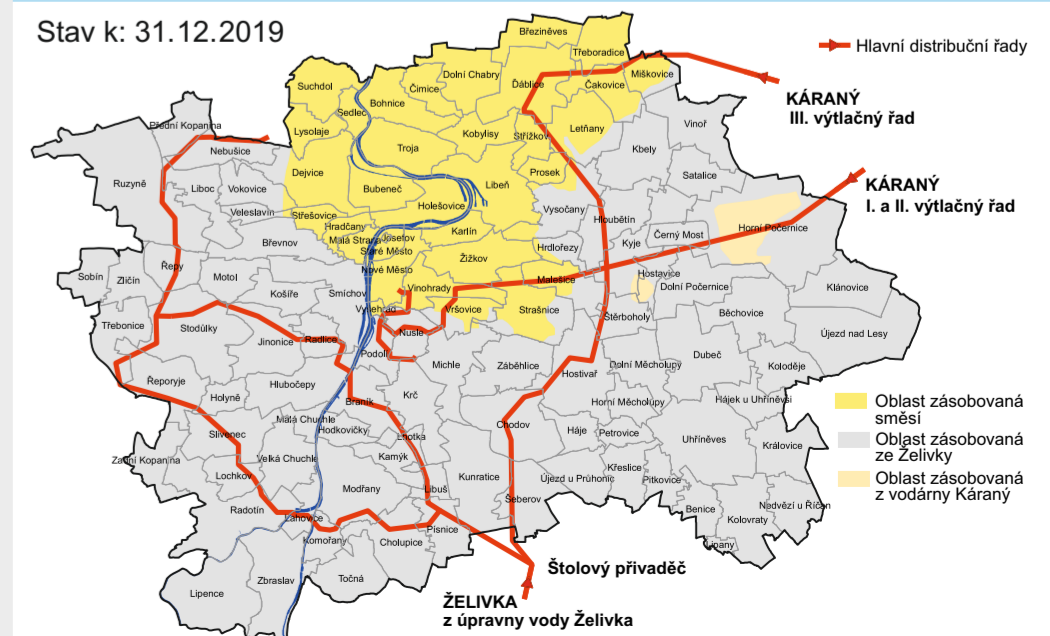 Stav k: 31.12.2019
Hlavní distribuční řady
KÁRANÝ
III. výtlačný řad
KÁRANÝ
I. a II. výtlačný řad
Březiněves
Třeboradice
Dolní Chabry
Ďáblice
Miškovice
Čakovice
Suchdol
Čimice
Bohnice
Sedlec
Přední Kopanina
Lysolaje
Kobylisy
Střížkov
Letňany
Vinoř
Nebušice
Troja
Kbely
Ruzyně
Liboc
Vokovice
Dejvice
Bubeneč
Libeň
Prosek
Satalice
Holešovice
Veleslavín
Střešovice
Vysočany
Hloubětín
Hradčany
Karlín
Horní Počernice
Břevnov
Malá Strana
Josefov
Staré Město
Hrdlořezy
Kyje
Černý Most
Žižkov
Sobín
Zličín
Řepy
Motol
Nové Město
Malešice
Hostavice
Dolní Počernice
Klánovice
Košíře
Smíchov
Vinohrady
Vyšehrad
Vršovice
Strašnice
Štěrboholy
Běchovice
Třebonice
Stodůlky
Jinonice
Radlice
Nusle
Újezd nad Lesy
Podolí
Michle
Záběhlice
Hostivař
Dolní Měcholupy
Dubeč
Koloděje
Řeporyje
Holyně
Hlubočepy
Braník
Krč
Horní Měcholupy
Hájek u Uhříněvsi
Malá Chuchle
Hodkovičky
Lhotka
Chodov
Háje
Petrovice
Slivenec
Uhříněves
Královice
Zadní Kopanina
Velká Chuchle
Kamýk
Lochkov
Kunratice
Křeslice
Újezd u Průhonic
Pitkovice
Radotín
Modřany
Libuš
Šeberov
Benice
Nedvězí u Říčan
Lahovice
Písnice
Kolovraty
Komořany
Cholupice
Lipany
Točná
Zbraslav
Lipence
Oblast zásobovaná
směsí
Oblast zásobovaná
ze Želivky
Oblast zásobovaná
z vodárny Káraný
Štolový přivaděč
ŽELIVKA
z úpravny vody Želivka